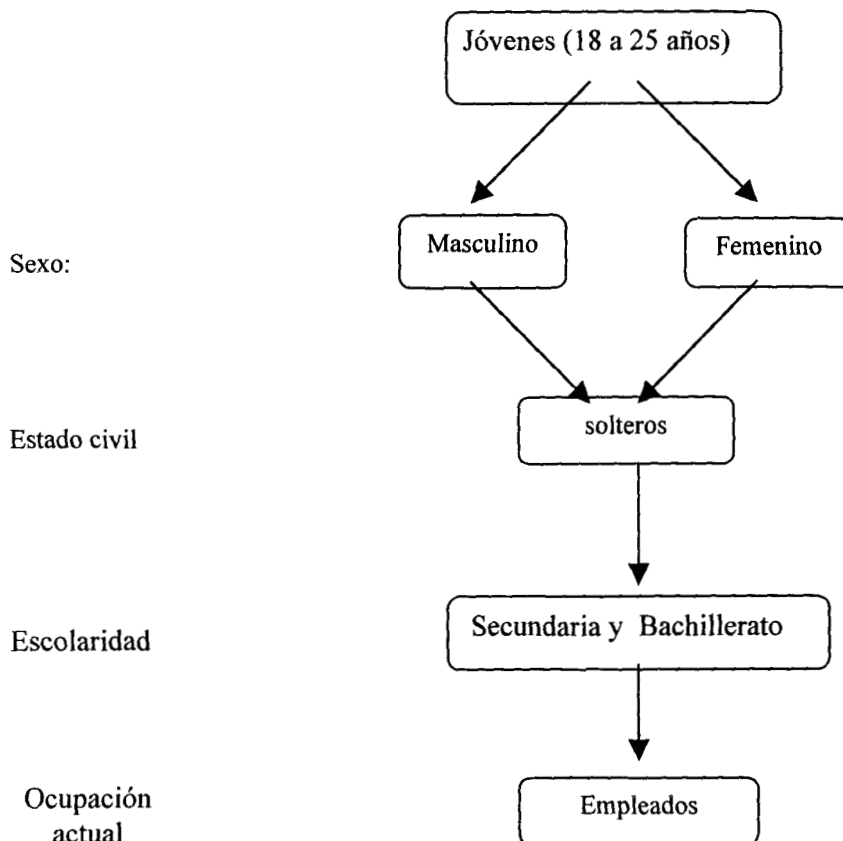 Jóvenes (18 a 25 años)
Sexo:
Masculino
Femenino
Estado civil
solteros
Escolaridad
Secundaria y Bachillerato
Ocupación
actual
Empleados